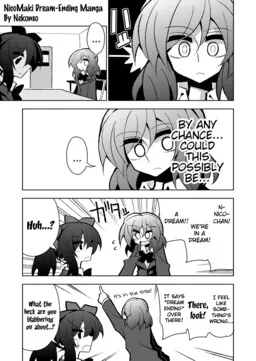 NicoMaki Dream-Ending Manga
By Nekonso
...
BY ANY
CHANCE...
COULD
THIS
POSSIBLY
BE...
...
N-
NICO-
CHAN!
WE'RE
IN A
DREAM!
A
DREAM!!
Huh...?
I FEEL
LIKE
SOME-
THING'S
WRONG...
There,
look!
IT SAYS
"DREAM
ENDING"
OVER
THERE!
It's in the title!
What the
heck are you
blabbering
on about...?